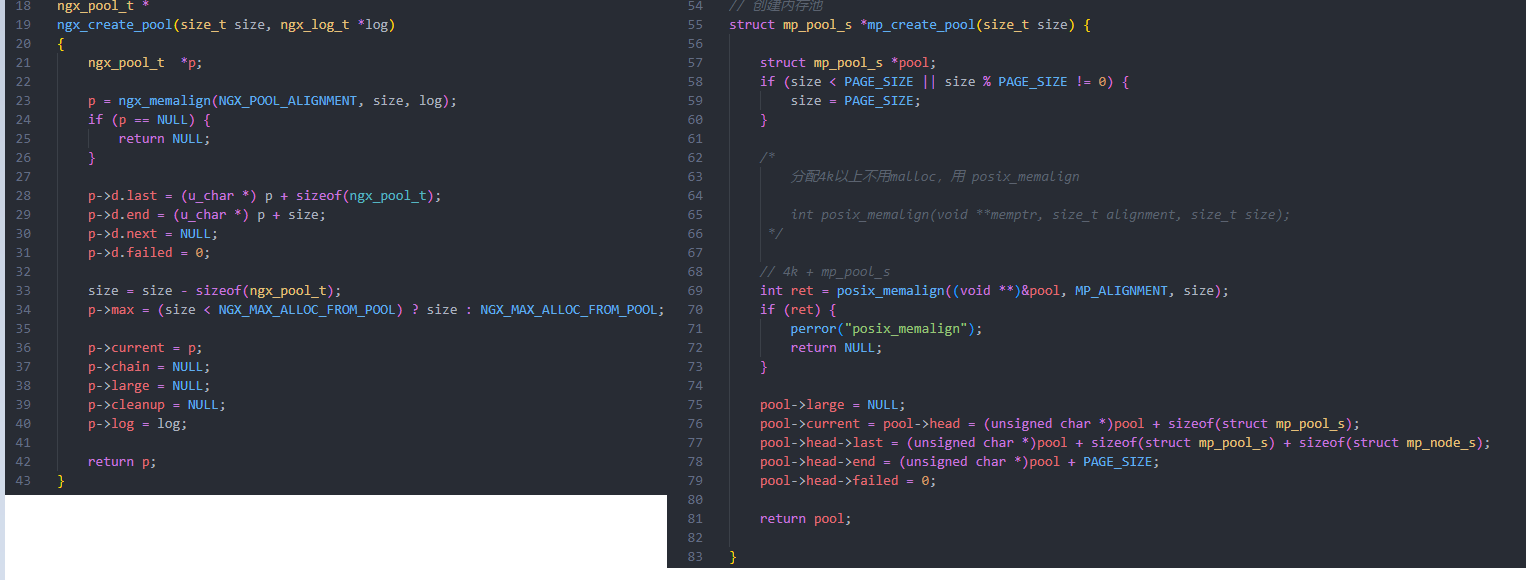 18 ngx_pool_t *
19 ngx_create_pool(size_t size, ngx_log_t *log)
20 {
21     ngx_pool_t  *p;
22
23     p = ngx_memalign(NGX_POOL_ALIGNMENT, size, log);
24     if (p == NULL) {
25         return NULL;
26     }
27
28     p->d.last = (u_char *) p + sizeof(ngx_pool_t);
29     p->d.end = (u_char *) p + size;
30     p->d.next = NULL;
31     p->d.failed = 0;
32
33     size = size - sizeof(ngx_pool_t);
34     p->max = (size < NGX_MAX_ALLOC_FROM_POOL) ? size : NGX_MAX_ALLOC_FROM_POOL;
35
36     p->current = p;
37     p->chain = NULL;
38     p->large = NULL;
39     p->cleanup = NULL;
40     p->log = log;
41
42     return p;
43 }
54 // 创建内存池
55 struct mp_pool_s *mp_create_pool(size_t size) {
56
57     struct mp_pool_s *pool;
58     if (size < PAGE_SIZE || size % PAGE_SIZE != 0) {
59         size = PAGE_SIZE;
60     }
61
62     /*
63         分配4k以上不用malloc，用 posix_memalign
64
65         int posix_memalign(void **memptr, size_t alignment, size_t size);
66      */
67
68     // 4k + mp_pool_s
69     int ret = posix_memalign((void **)&pool, MP_ALIGNMENT, size);
70     if (ret) {
71         perror("posix_memalign");
72         return NULL;
73     }
74
75     pool->large = NULL;
76     pool->current = pool->head = (unsigned char *)pool + sizeof(struct mp_pool_s);
77     pool->head->last = (unsigned char *)pool + sizeof(struct mp_pool_s) + sizeof(struct mp_node_s);
78     pool->head->end = (unsigned char *)pool + PAGE_SIZE;
79     pool->head->failed = 0;
80
81     return pool;
82
83 }